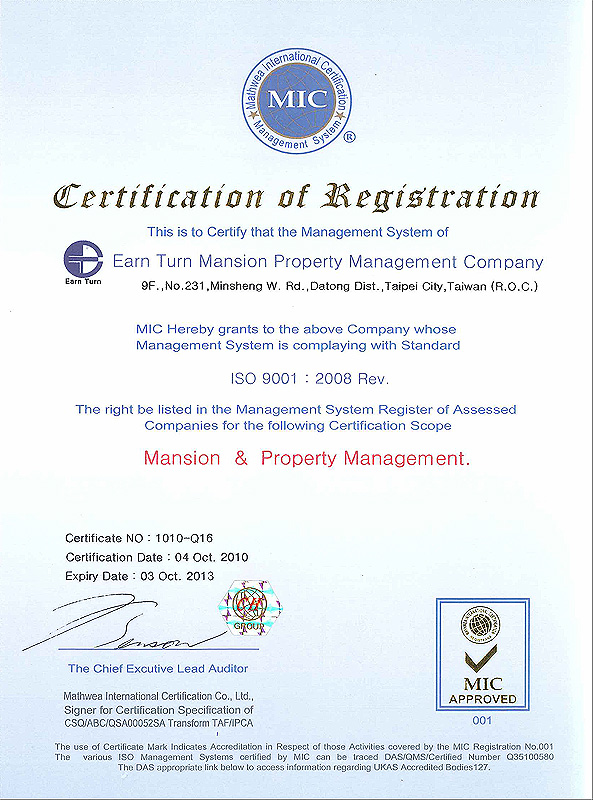 Mathwea International Certification
MIC
Management System
®
Certification of Registration
This is to Certify that the Management System of
Earn Turn
Earn Turn Mansion Property Management Company
9F.,No.231,Minsheng W. Rd.,Datong Dist.,Taipei City,Taiwan (R.O.C.)
MIC Hereby grants to the above Company whose
Management System is complaying with Standard
ISO 9001 : 2008 Rev.
The right be listed in the Management System Register of Assessed
Companies for the following Certification Scope
Mansion & Property Management.
Certificate NO : 1010-Q16
Certification Date : 04 Oct. 2010
Expiry Date : 03 Oct. 2013
GROUP
The Chief Excutive Lead Auditor
Mathwea International Certification Co., Ltd.,
Signer for Certification Specification of
CSQ/ABC/QSA00052SA Transform TAF/IPCA
MIC
APPROVED
001
The use of Certificate Mark Indicates Accreditation in Respect of those Activities covered by the MIC Registration No.001
The various ISO Management Systems certified by MIC can be traced DAS/QMS/Certified Number Q35100580
The DAS appropriate link below to access information regarding UKAS Accredited Bodies127.